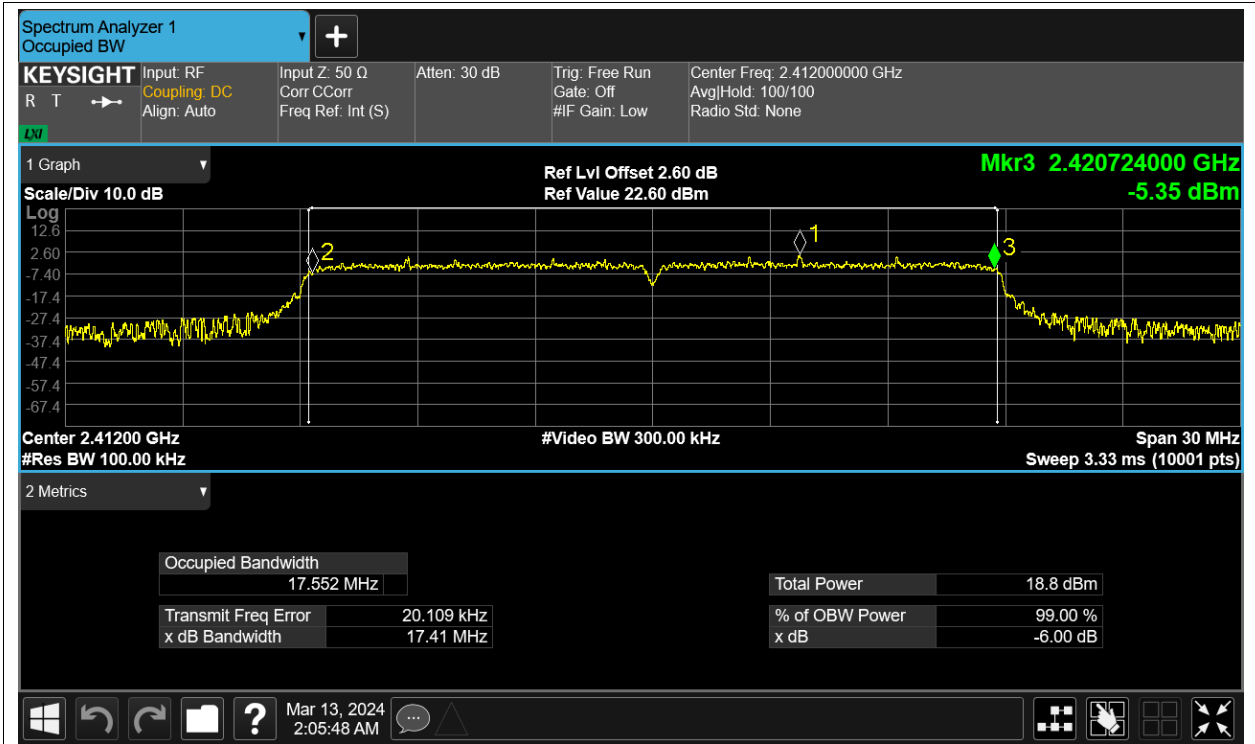 Spectrum Analyzer 1
Occupied BW
+
KEYSIGHT
R T
LXI
Input: RF
Coupling: DC
Align: Auto
Input Z: 50 Ω
Corr CCorr
Freq Ref: Int (S)
Atten: 30 dB
Trig: Free Run
Gate: Off
#IF Gain: Low
Center Freq: 2.412000000 GHz
Avg|Hold: 100/100
Radio Std: None
1 Graph
Scale/Div 10.0 dB
Ref Lvl Offset 2.60 dB
Ref Value 22.60 dBm
Mkr3 2.420724000 GHz
-5.35 dBm
Log
12.6
2.60
-7.40
-17.4
-27.4
-37.4
-47.4
-57.4
-67.4
2
1
3
Center 2.41200 GHz
#Res BW 100.00 kHz
#Video BW 300.00 kHz
Span 30 MHz
Sweep 3.33 ms (10001 pts)
2 Metrics
Occupied Bandwidth
17.552 MHz
Transmit Freq Error 20.109 kHz
x dB Bandwidth 17.41 MHz
Total Power 18.8 dBm
% of OBW Power 99.00 %
x dB -6.00 dB
?
Mar 13, 2024
2:05:48 AM